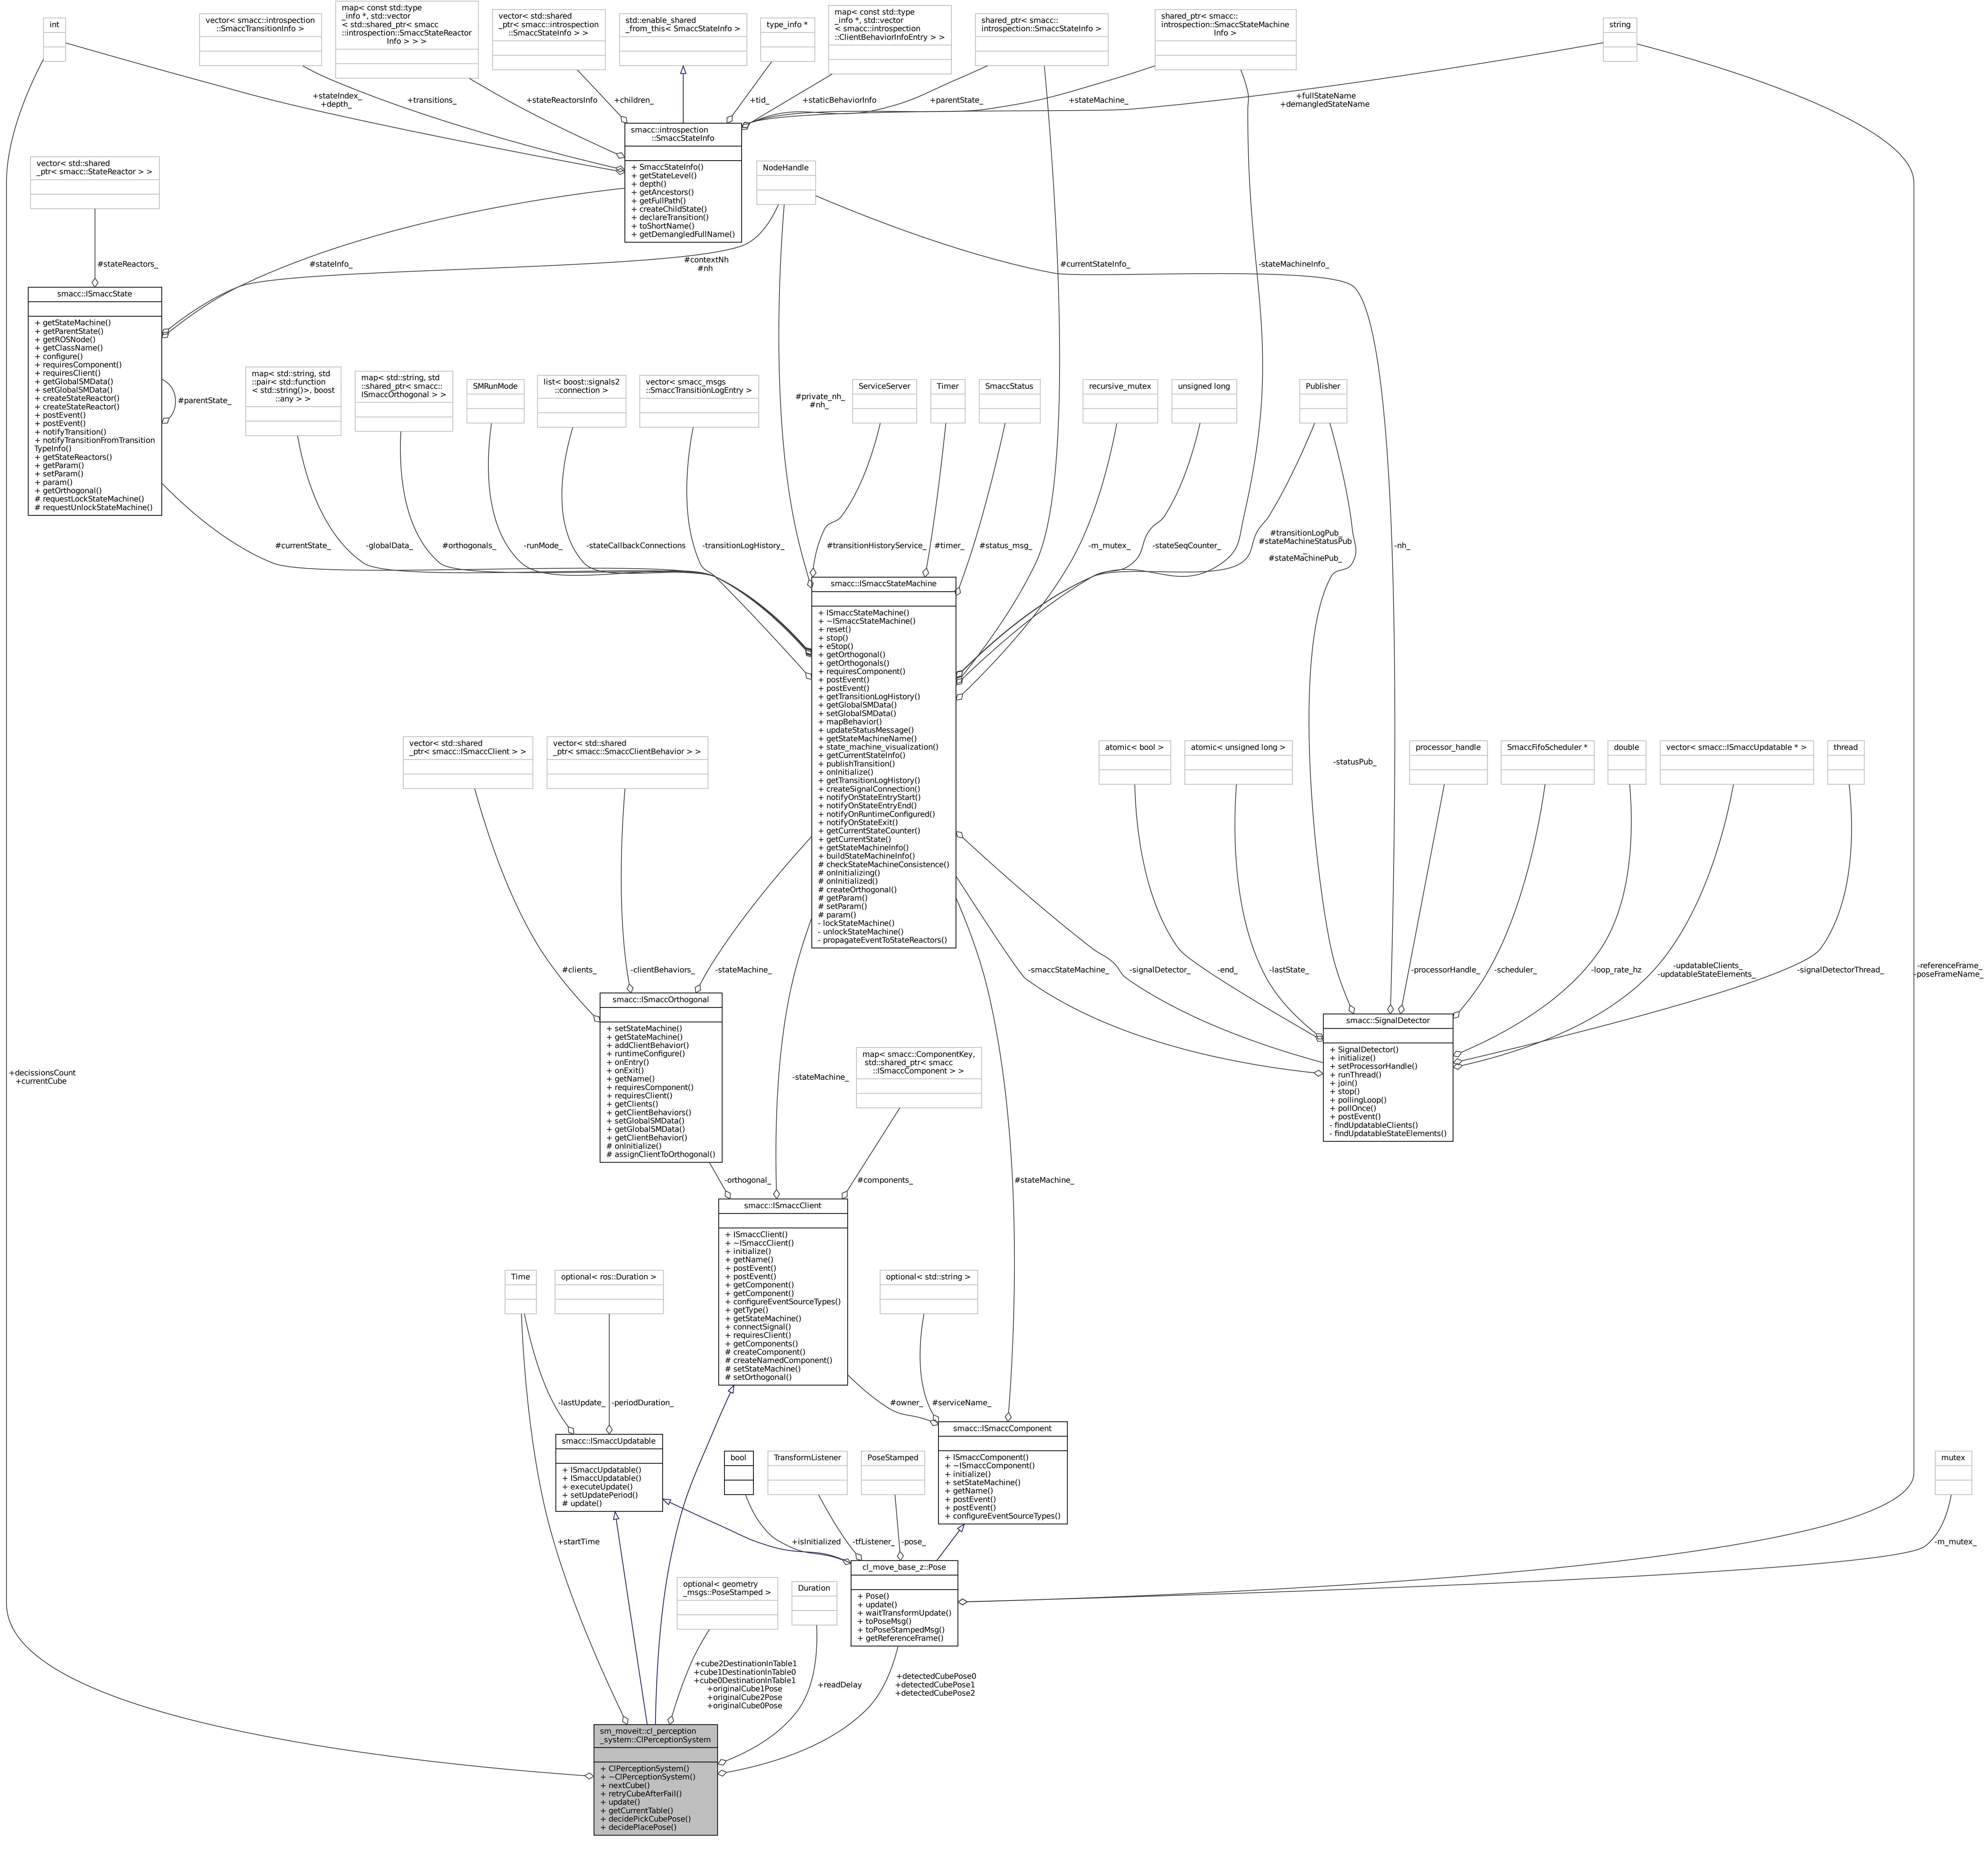 int
vector< smacc::introspection
::SmaccTransitionInfo >
map< const std::type
_info *, std::vector
< std::shared_ptr< smacc
::introspection::SmaccStateReactor
Info > > >
vector< std::shared
_ptr< smacc::introspection
::SmaccStateInfo > >
std::enable_shared
_from_this< SmaccStateInfo >
type_info *
map< const std::type
_info *, std::vector
< smacc::introspection
::ClientBehaviorInfoEntry > >
shared_ptr< smacc::
introspection::SmaccStateInfo >
shared_ptr< smacc::
introspection::SmaccStateMachine
Info >
string
+stateIndex_
+depth_
+transitions_
+stateReactorsInfo
+children_
+tid_
+staticBehaviorInfo
+parentState_
+stateMachine_
+fullStateName
+demangledStateName
smacc::introspection
::SmaccStateInfo
+ SmaccStateInfo()
+ getStateLevel()
+ depth()
+ getAncestors()
+ getFullPath()
+ createChildState()
+ declareTransition()
+ toShortName()
+ getDemangledFullName()
vector< std::shared
_ptr< smacc::StateReactor > >
NodeHandle
#stateReactors_
#stateInfo_
#contextNh
#nh
#currentStateInfo_
-stateMachineInfo_
smacc::ISmaccState
+ getStateMachine()
+ getParentState()
+ getROSNode()
+ getClassName()
+ configure()
+ requiresComponent()
+ requiresClient()
+ getGlobalSMData()
+ setGlobalSMData()
+ createStateReactor()
+ createStateReactor()
+ postEvent()
+ postEvent()
+ notifyTransition()
+ notifyTransitionFromTransition
TypeInfo()
+ getStateReactors()
+ getParam()
+ setParam()
+ param()
+ getOrthogonal()
# requestLockStateMachine()
# requestUnlockStateMachine()
#parentState_
map< std::string, std
::pair< std::function
< std::string()>, boost
::any > >
map< std::string, std
::shared_ptr< smacc::
ISmaccOrthogonal > >
SMRunMode
list< boost::signals2
::connection >
vector< smacc_msgs
::SmaccTransitionLogEntry >
#private_nh_
#nh_
ServiceServer
Timer
SmaccStatus
recursive_mutex
unsigned long
Publisher
#currentState_
-globalData_
#orthogonals_
-runMode_
-stateCallbackConnections
-transitionLogHistory_
#transitionHistoryService_
#timer_
#status_msg_
-m_mutex_
-stateSeqCounter_
#transitionLogPub_
#stateMachineStatusPub
_
#stateMachinePub_
-nh_
smacc::ISmaccStateMachine
+ ISmaccStateMachine()
+ ~ISmaccStateMachine()
+ reset()
+ stop()
+ eStop()
+ getOrthogonal()
+ getOrthogonals()
+ requiresComponent()
+ postEvent()
+ postEvent()
+ getTransitionLogHistory()
+ getGlobalSMData()
+ setGlobalSMData()
+ mapBehavior()
+ updateStatusMessage()
+ getStateMachineName()
+ state_machine_visualization()
+ getCurrentStateInfo()
+ publishTransition()
+ onInitialize()
+ getTransitionLogHistory()
+ createSignalConnection()
+ notifyOnStateEntryStart()
+ notifyOnStateEntryEnd()
+ notifyOnRuntimeConfigured()
+ notifyOnStateExit()
+ getCurrentStateCounter()
+ getCurrentState()
+ getStateMachineInfo()
+ buildStateMachineInfo()
# checkStateMachineConsistence()
# onInitializing()
# onInitialized()
# createOrthogonal()
# getParam()
# setParam()
# param()
- lockStateMachine()
- unlockStateMachine()
- propagateEventToStateReactors()
vector< std::shared
_ptr< smacc::ISmaccClient > >
vector< std::shared
_ptr< smacc::SmaccClientBehavior > >
atomic< bool >
atomic< unsigned long >
-statusPub_
processor_handle
SmaccFifoScheduler *
double
vector< smacc::ISmaccUpdatable * >
thread
#clients_
-clientBehaviors_
-stateMachine_
-smaccStateMachine_
-signalDetector_
-end_
-lastState_
-processorHandle_
-scheduler_
-loop_rate_hz
-updatableClients_
-updatableStateElements_
-signalDetectorThread_
-referenceFrame_
-poseFrameName_
smacc::ISmaccOrthogonal
+ setStateMachine()
+ getStateMachine()
+ addClientBehavior()
+ runtimeConfigure()
+ onEntry()
+ onExit()
+ getName()
+ requiresComponent()
+ requiresClient()
+ getClients()
+ getClientBehaviors()
+ setGlobalSMData()
+ getGlobalSMData()
+ getClientBehavior()
# onInitialize()
# assignClientToOrthogonal()
smacc::SignalDetector
+ SignalDetector()
+ initialize()
+ setProcessorHandle()
+ runThread()
+ join()
+ stop()
+ pollingLoop()
+ pollOnce()
+ postEvent()
- findUpdatableClients()
- findUpdatableStateElements()
+decissionsCount
+currentCube
-stateMachine_
map< smacc::ComponentKey,
std::shared_ptr< smacc
::ISmaccComponent > >
-orthogonal_
#components_
#stateMachine_
smacc::ISmaccClient
+ ISmaccClient()
+ ~ISmaccClient()
+ initialize()
+ getName()
+ postEvent()
+ postEvent()
+ getComponent()
+ getComponent()
+ configureEventSourceTypes()
+ getType()
+ getStateMachine()
+ connectSignal()
+ requiresClient()
+ getComponents()
# createComponent()
# createNamedComponent()
# setStateMachine()
# setOrthogonal()
Time
optional< ros::Duration >
optional< std::string >
-lastUpdate_
-periodDuration_
#owner_
#serviceName_
smacc::ISmaccUpdatable
+ ISmaccUpdatable()
+ ISmaccUpdatable()
+ executeUpdate()
+ setUpdatePeriod()
# update()
bool
TransformListener
PoseStamped
smacc::ISmaccComponent
+ ISmaccComponent()
+ ~ISmaccComponent()
+ initialize()
+ setStateMachine()
+ getName()
+ postEvent()
+ postEvent()
+ configureEventSourceTypes()
mutex
+startTime
+isInitialized
-tfListener_
-pose_
-m_mutex_
optional< geometry
_msgs::PoseStamped >
Duration
cl_move_base_z::Pose
+ Pose()
+ update()
+ waitTransformUpdate()
+ toPoseMsg()
+ toPoseStampedMsg()
+ getReferenceFrame()
+cube2DestinationInTable1
+cube1DestinationInTable0
+cube0DestinationInTable1
+originalCube1Pose
+originalCube2Pose
+originalCube0Pose
+readDelay
+detectedCubePose0
+detectedCubePose1
+detectedCubePose2
sm_moveit::cl_perception
_system::ClPerceptionSystem
+ ClPerceptionSystem()
+ ~ClPerceptionSystem()
+ nextCube()
+ retryCubeAfterFail()
+ update()
+ getCurrentTable()
+ decidePickCubePose()
+ decidePlacePose()